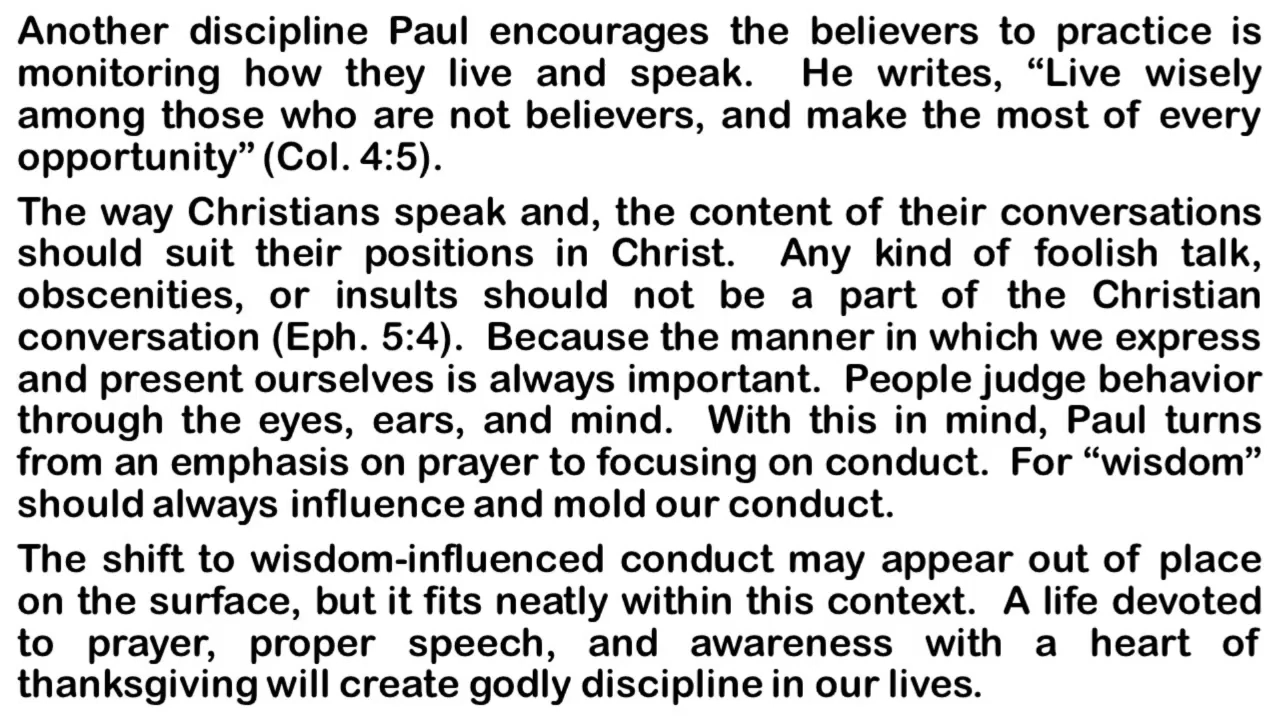 Another discipline Paul encourages the believers to practice is
monitoring how they live and speak.  He writes, “Live wisely
among those who are not believers, and make the most of every
opportunity” (Col. 4:5).
The way Christians speak and, the content of their conversations
should suit their positions in Christ.  Any kind of foolish talk,
obscenities, or insults should not be a part of the Christian
conversation (Eph. 5:4).  Because the manner in which we express
and present ourselves is always important.  People judge behavior
through the eyes, ears, and mind.  With this in mind, Paul turns
from an emphasis on prayer to focusing on conduct.  For “wisdom”
should always influence and mold our conduct.
The shift to wisdom-influenced conduct may appear out of place
on the surface, but it fits neatly within this context.  A life devoted
to prayer, proper speech, and awareness with a heart of
thanksgiving will create godly discipline in our lives.